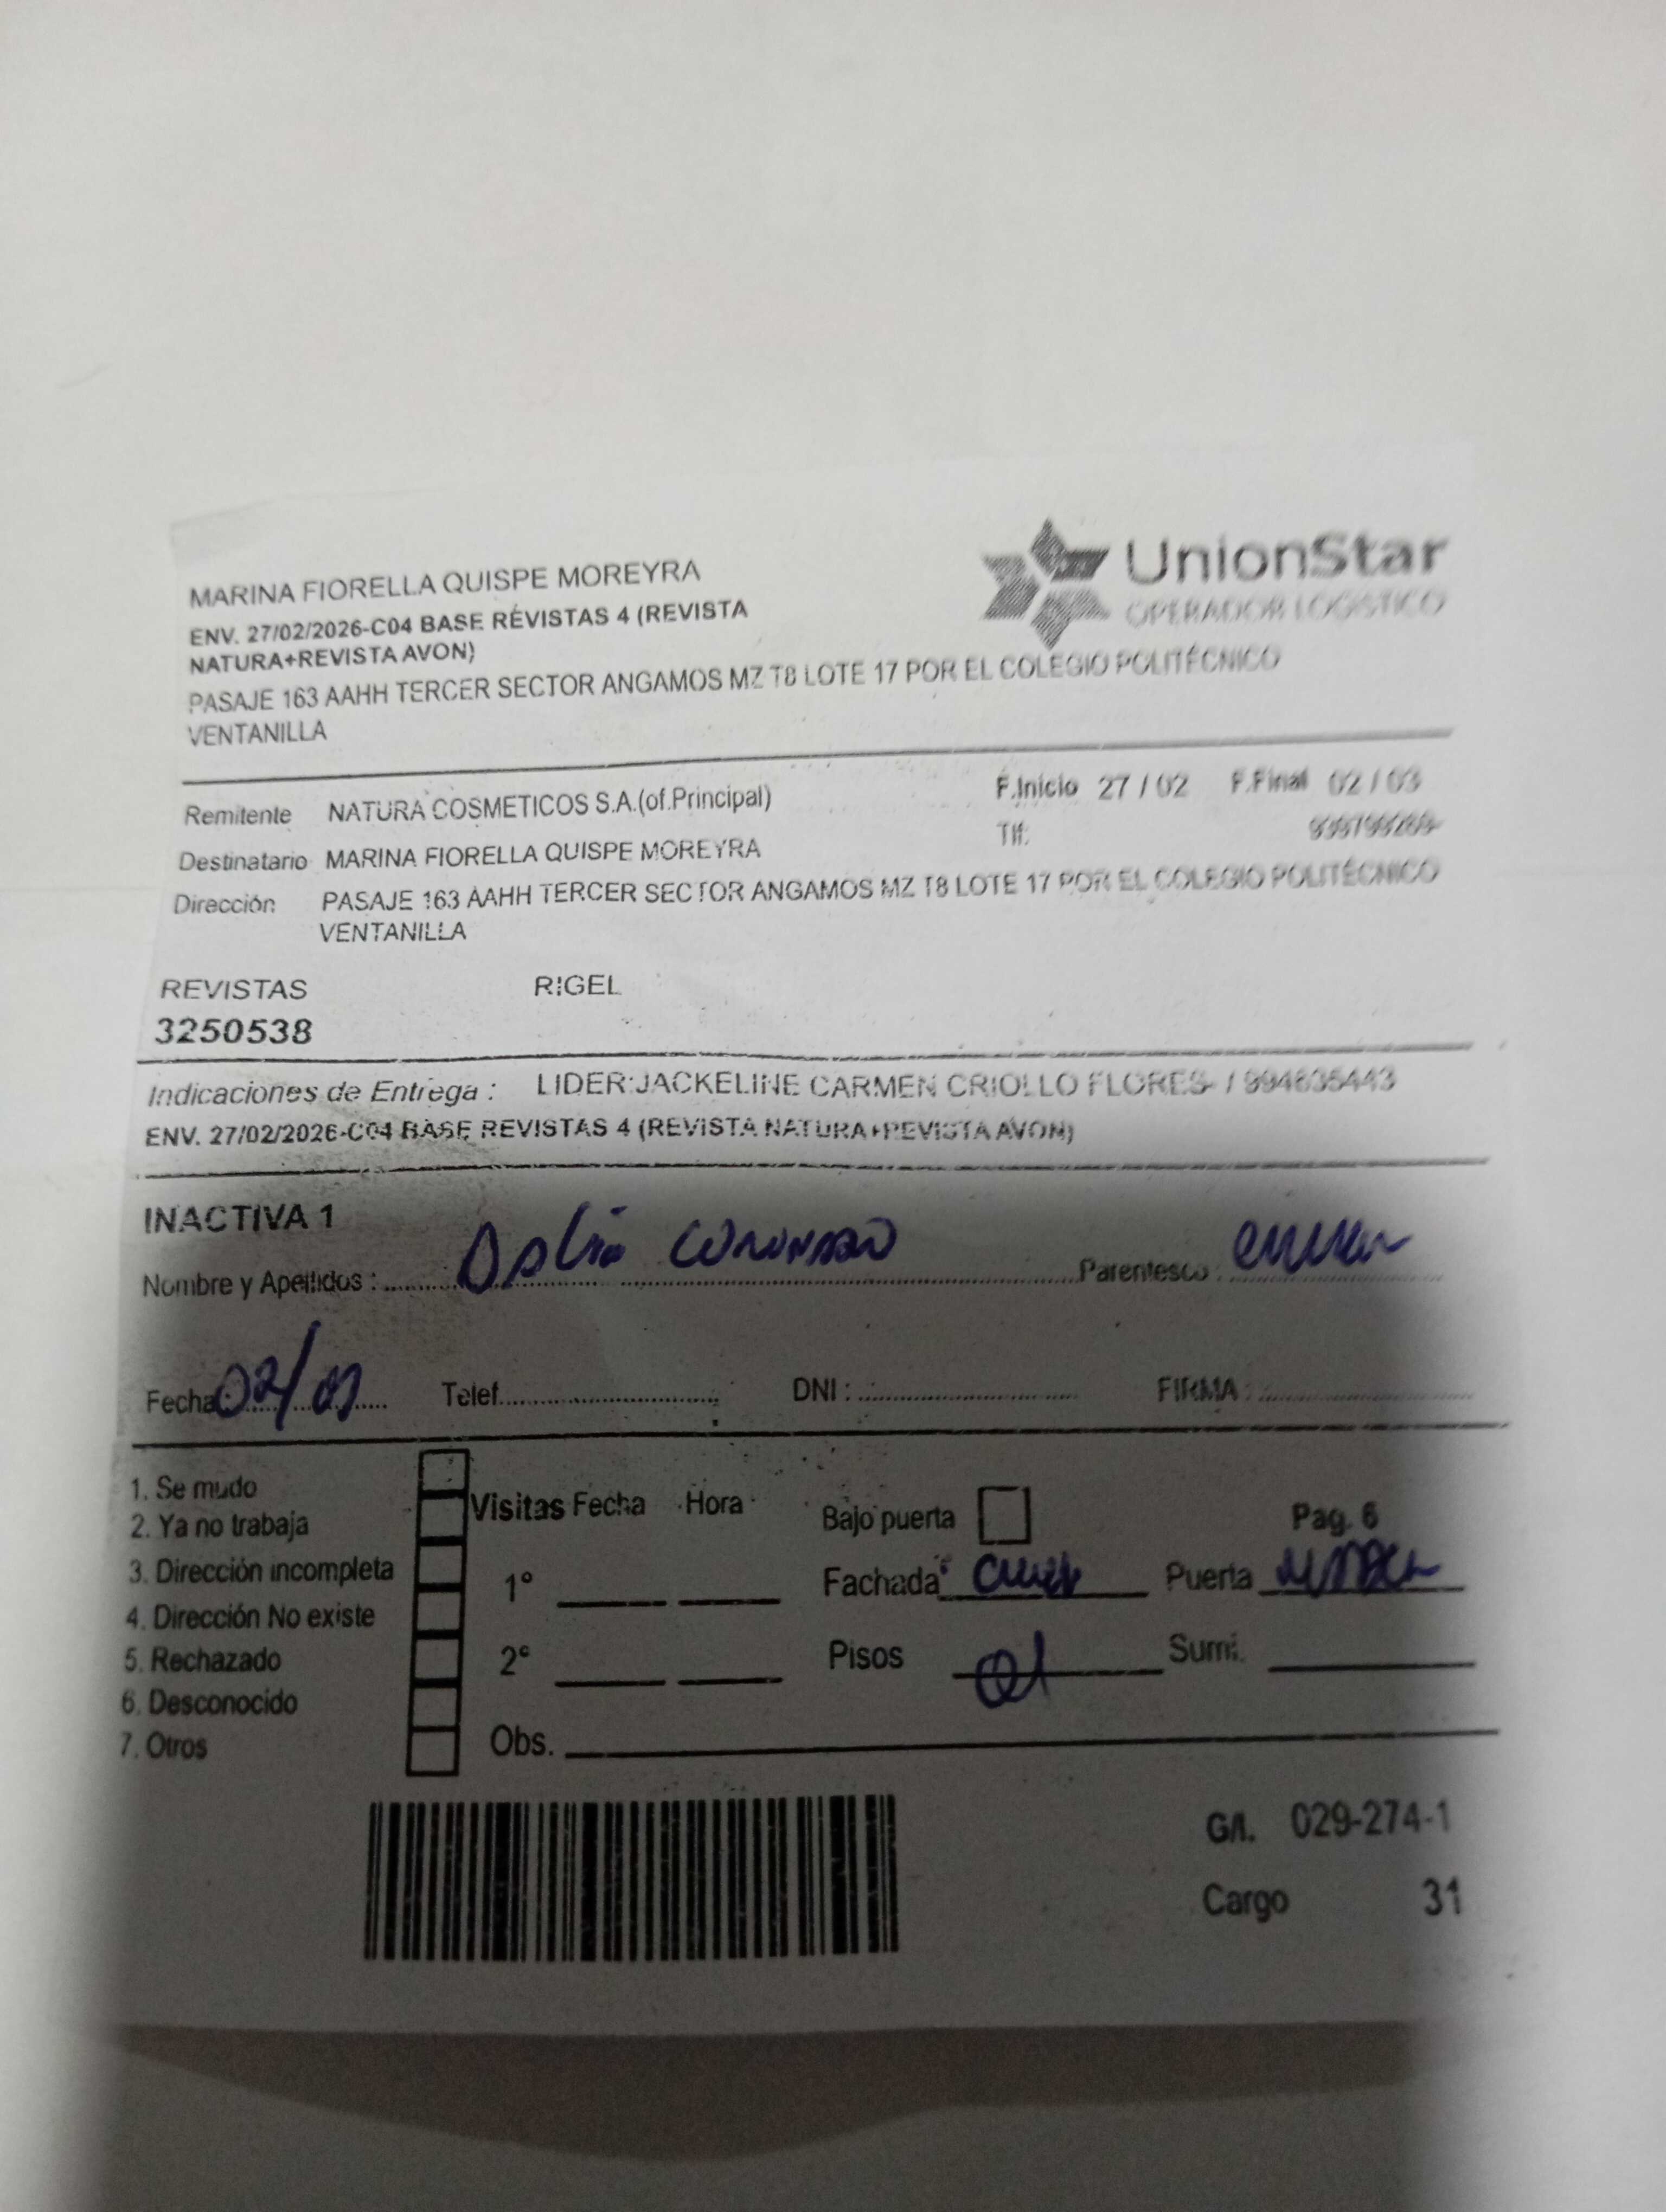 MARINA FIORELLA QUISPE MOREYRA
UnionStar
OPERADOR LOGISTICO
ENV. 27/02/2026-C04 BASE REVISTAS 4 (REVISTA
NATURA+REVISTA AVON)
PASAJE 163 AAHH TERCER SECTOR ANGAMOS MZ T8 LOTE 17 POR EL COLEGIO POLITÉCNICO
VENTANILLA
Remitente NATURA COSMETICOS S.A.(of.Principal) F.Inicio 27 / 02 F.Final 02 / 03
Tlf:
Destinatario MARINA FIORELLA QUISPE MOREYRA
Dirección PASAJE 163 AAHH TERCER SECTOR ANGAMOS MZ T8 LOTE 17 POR EL COLEGIO POLITÉCNICO
VENTANILLA
REVISTAS RIGEL
3250538
Indicaciones de Entrega : LIDER:JACKELINE CARMEN CRIOLLO FLORES- / 994635443
ENV. 27/02/2026-C04 BASE REVISTAS 4 (REVISTA NATURA+REVISTA AVON)
INACTIVA 1
Nombre y Apellidos : Parentesco :
Fecha: 02/03 Telef. DNI : FIRMA :
1. Se mudo
2. Ya no trabaja
3. Dirección incompleta
4. Dirección No existe
5. Rechazado
6. Desconocido
7. Otros
Visitas Fecha Hora
1°
2°
Obs.
Bajo puerta Pag. 6
Fachada Puerta
Pisos Sumi.
G/I. 029-274-1
Cargo 31